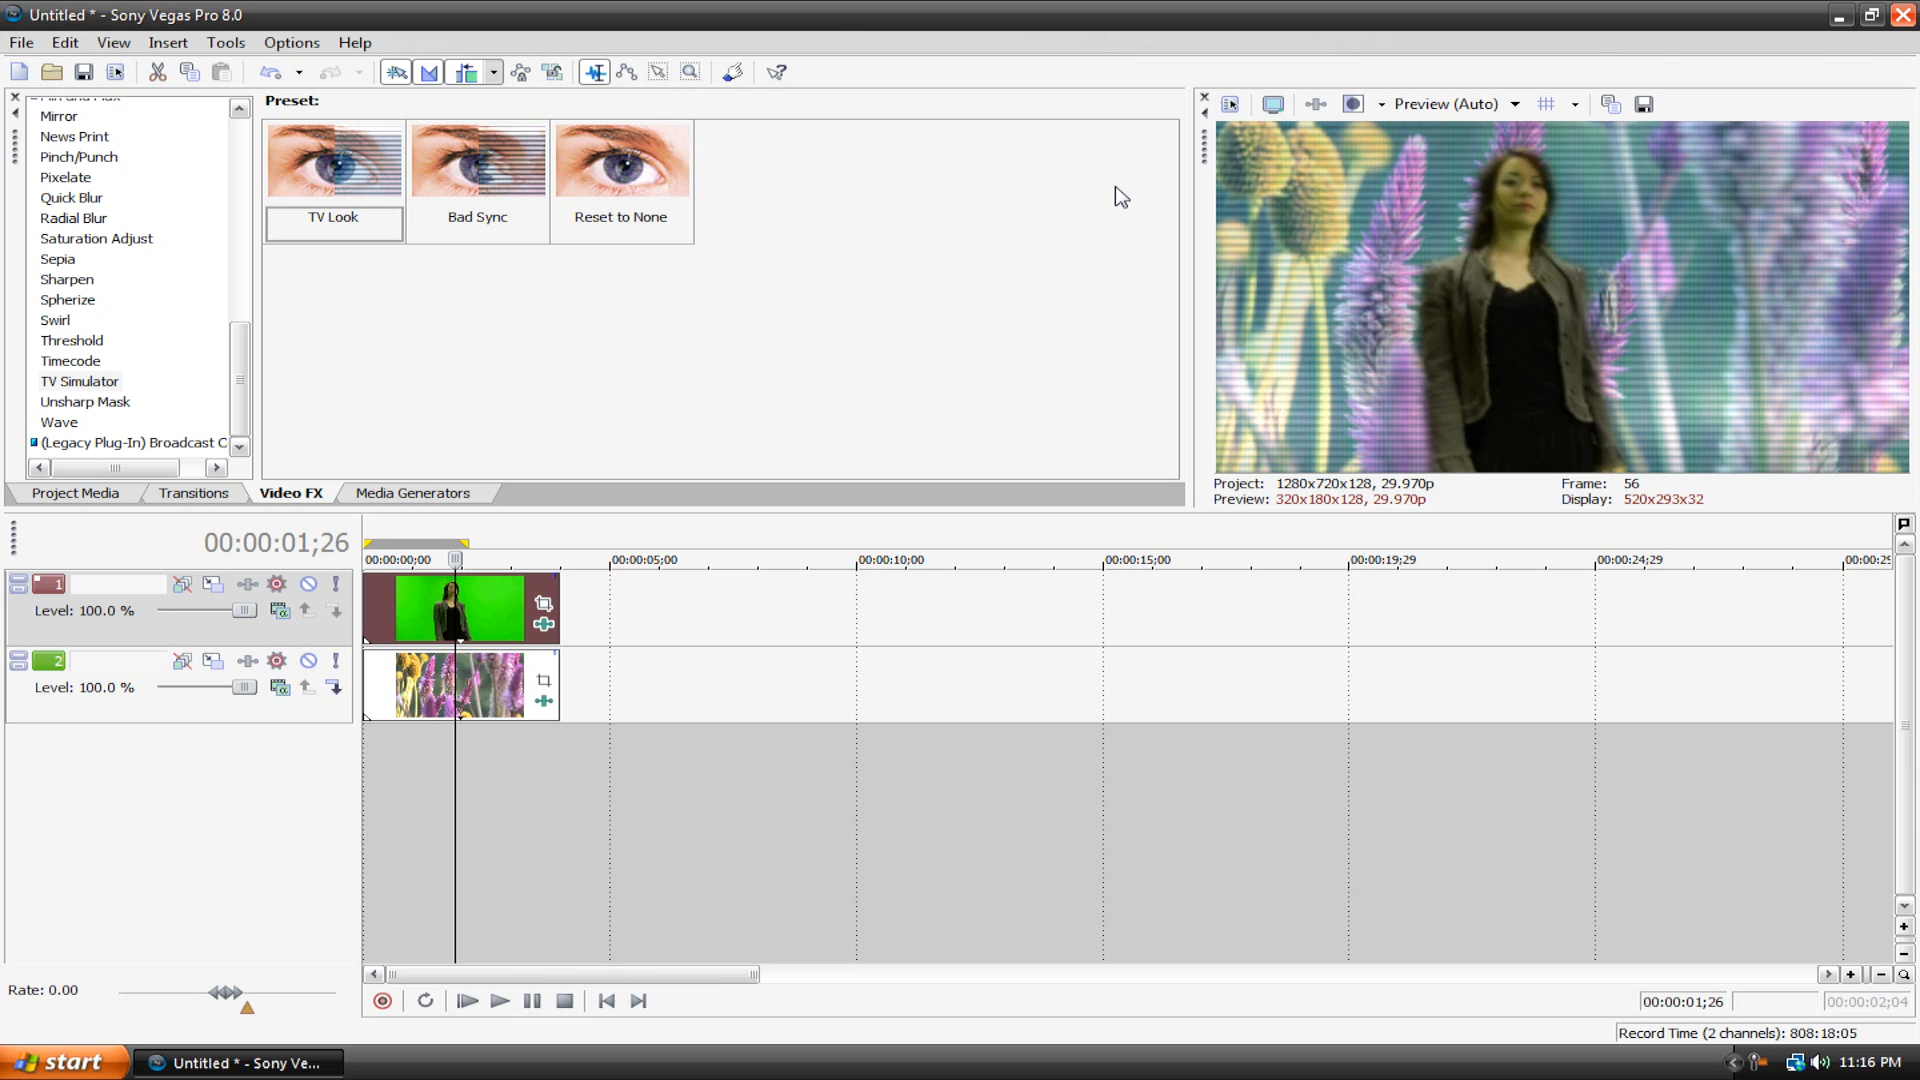 Untitled * - Sony Vegas Pro 8.0
File Edit View Insert Tools Options Help
Mirror
News Print
Pinch/Punch
Pixelate
Quick Blur
Radial Blur
Saturation Adjust
Sepia
Sharpen
Spherize
Swirl
Threshold
Timecode
TV Simulator
Unsharp Mask
Wave
(Legacy Plug-In) Broadcast C
Preset:
TV Look
Bad Sync
Reset to None
Project Media
Transitions
Video FX
Media Generators
Preview (Auto)
Project: 1280x720x128, 29.970p
Frame: 56
Preview: 320x180x128, 29.970p
Display: 520x293x32
00:00:01;26
00:00:00;00
00:00:05;00
00:00:10;00
00:00:15;00
00:00:19;29
00:00:24;29
00:00:29
1
Level: 100.0 %
2
Level: 100.0 %
Rate: 0.00
00:00:01;26
00:00:02;04
Record Time (2 channels): 808:18:05
start
Untitled * - Sony Ve...
11:16 PM